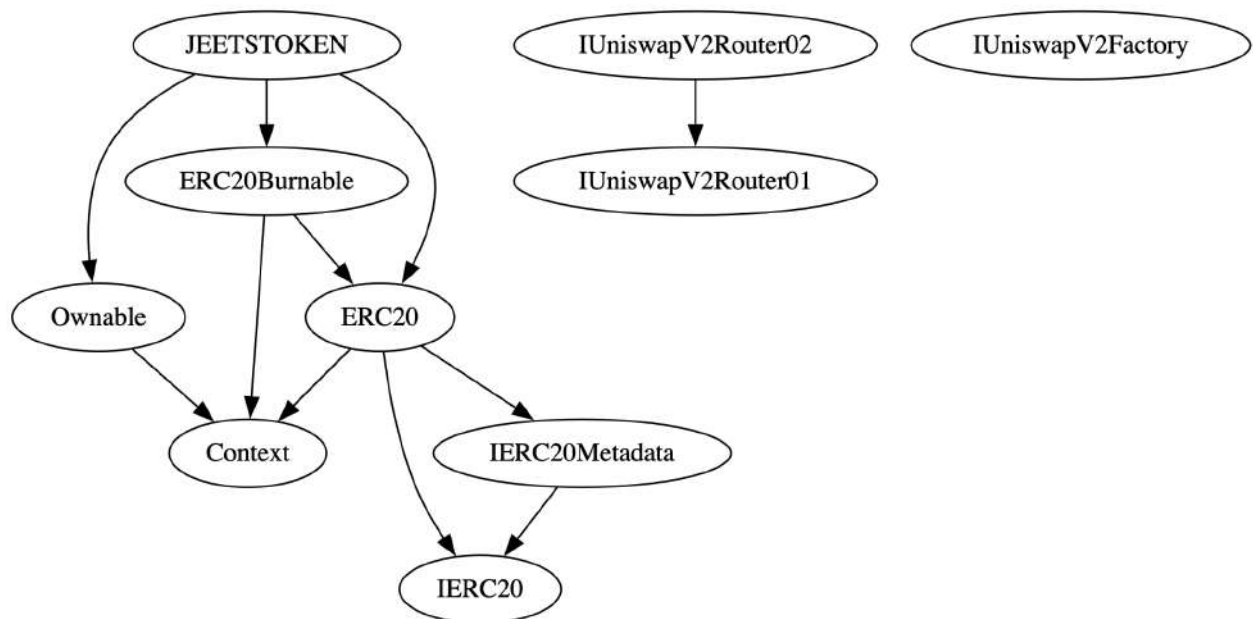 JEETSTOKEN
IUniswapV2Router02
IUniswapV2Factory
ERC20Burnable
IUniswapV2Router01
Ownable
ERC20
Context
IERC20Metadata
IERC20